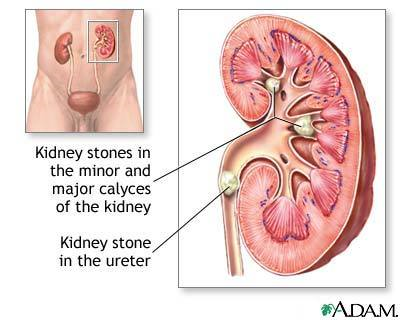 Kidney stones in
the minor and
major calyces
of the kidney
Kidney stone
in the ureter
A.D.A.M.